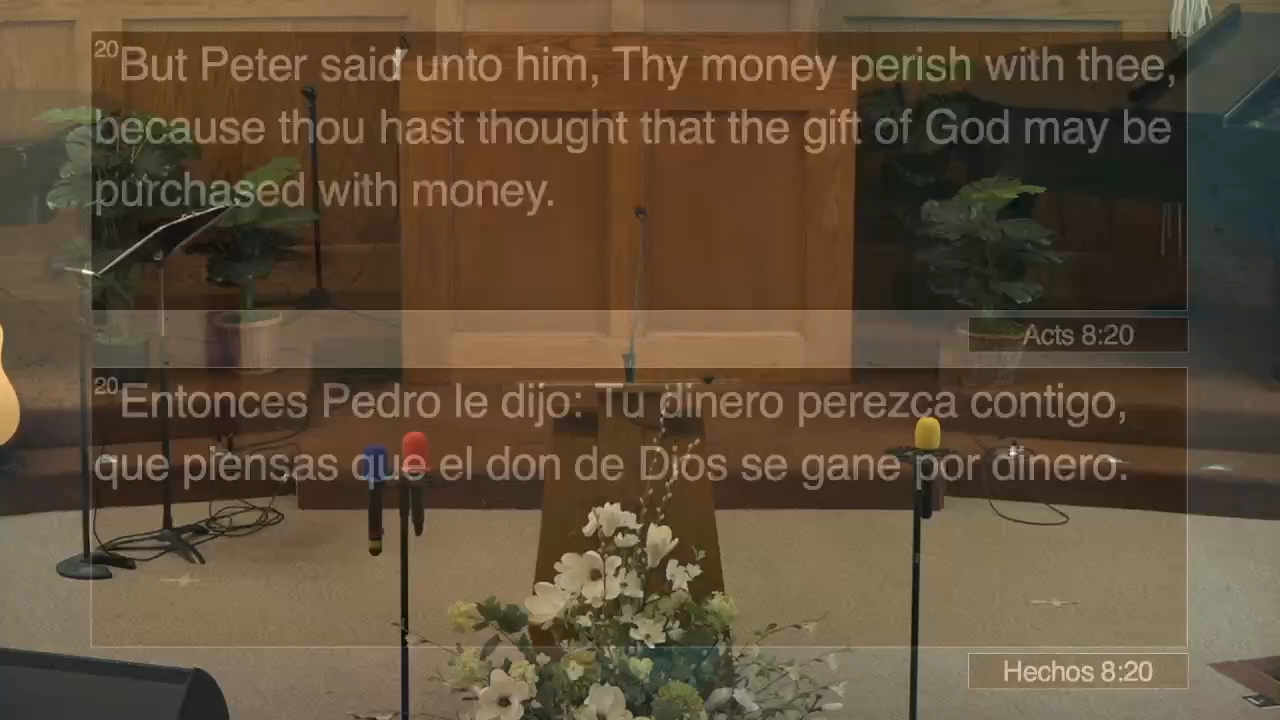 20But Peter said unto him, Thy money perish with thee,
because thou hast thought that the gift of God may be
purchased with money.
Acts 8:20
20Entonces Pedro le dijo: Tu dinero perezca contigo,
que piensas que el don de Dios se gane por dinero.
Hechos 8:20